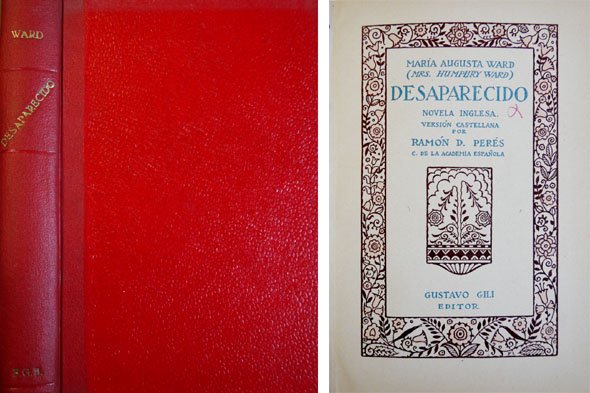 WARD
DESAPARECIDO
MARÍA AUGUSTA WARD
(MRS. HUMPHRY WARD)
DESAPARECIDO
NOVELA INGLESA.
VERSIÓN CASTELLANA
POR
RAMÓN D. PERÉS
C. DE LA ACADEMIA ESPAÑOLA
GUSTAVO GILI
EDITOR